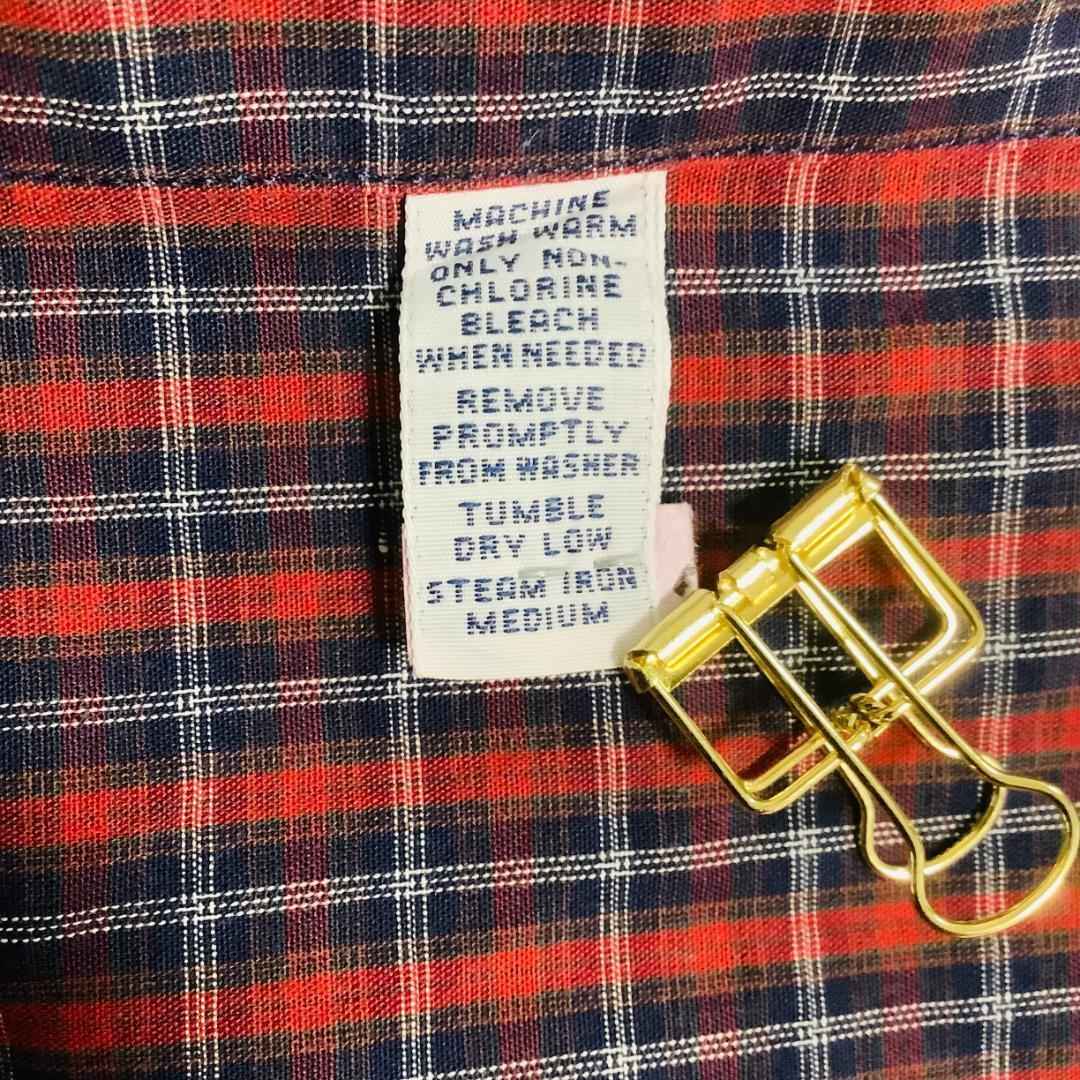 MACHINE
WASH WARM
ONLY NON-
CHLORINE
BLEACH
WHEN NEEDED
REMOVE
PROMPTLY
FROM WASHER
TUMBLE
DRY LOW
STEAM IRON
MEDIUM